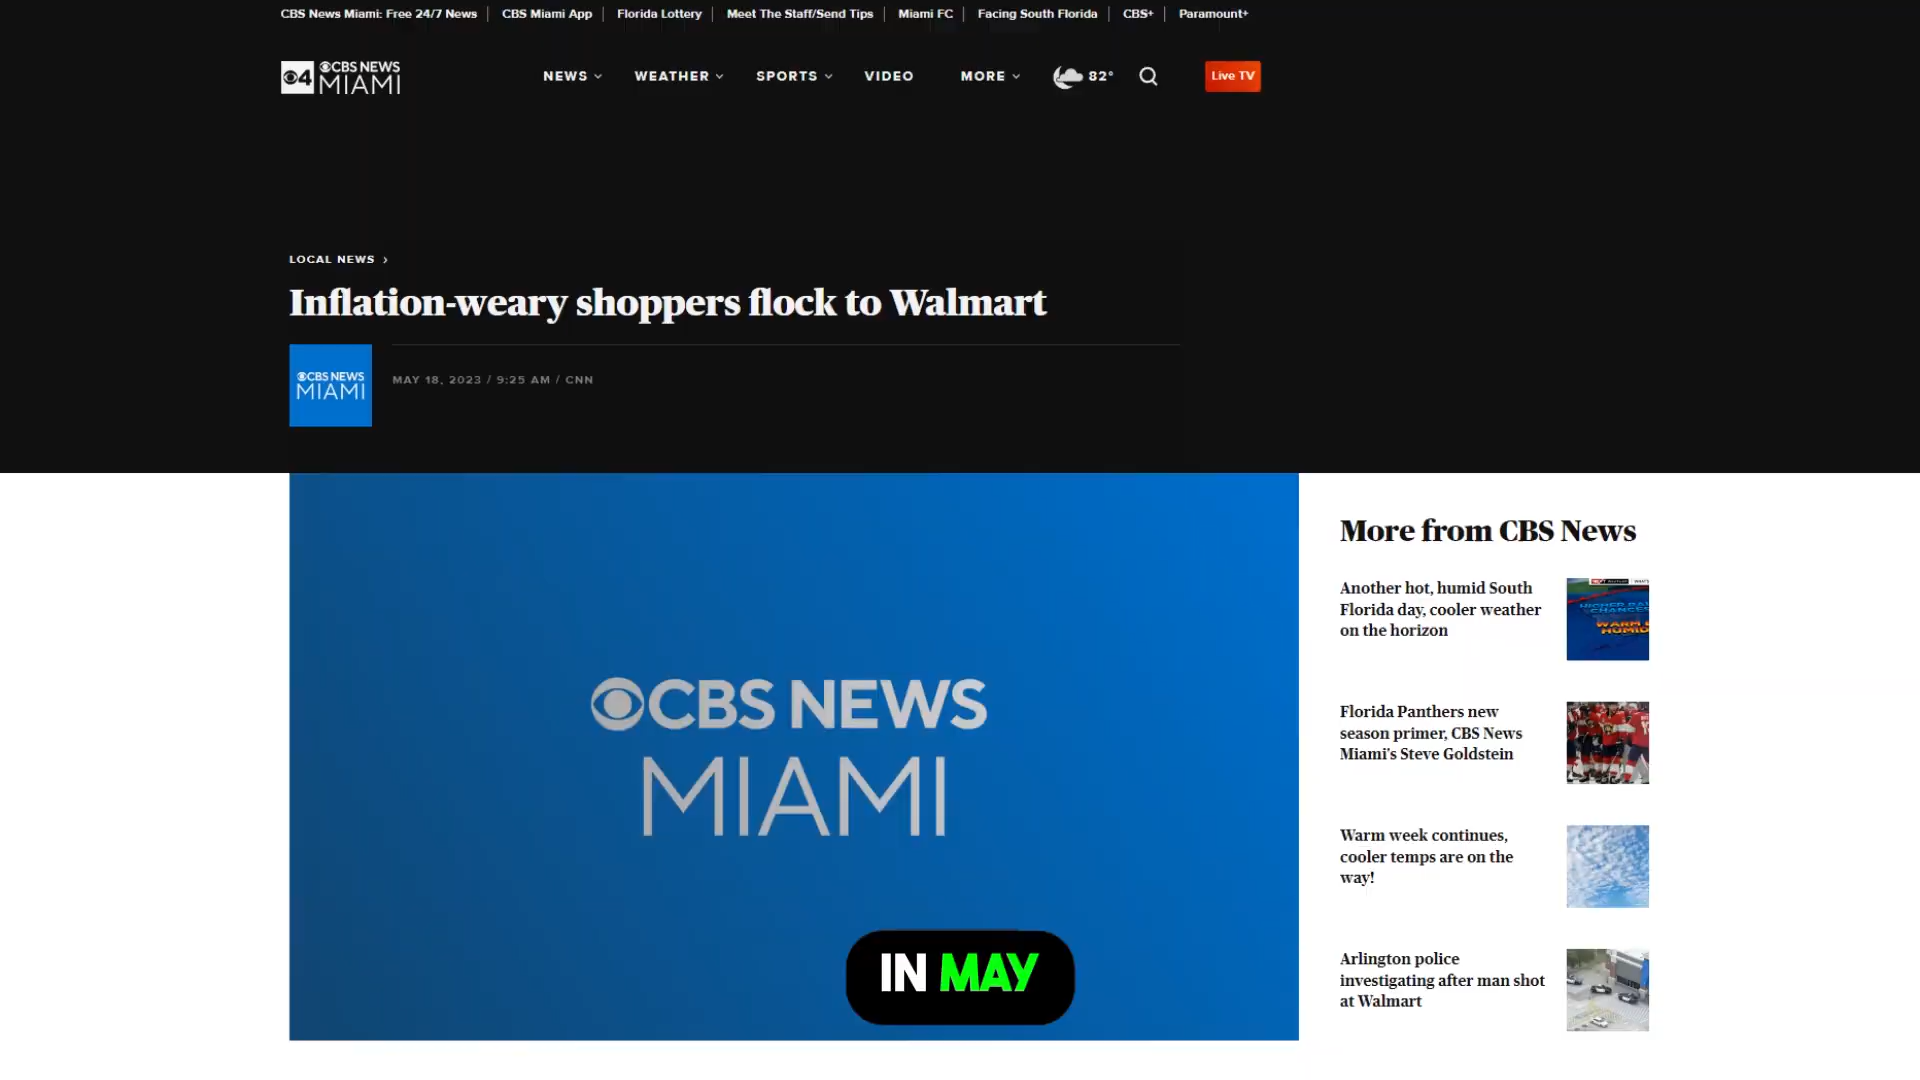 CBS News Miami: Free 24/7 News
CBS Miami App
Florida Lottery
Meet The Staff/Send Tips
Miami FC
Facing South Florida
CBS+
Paramount+
4 CBS NEWS MIAMI
NEWS
WEATHER
SPORTS
VIDEO
MORE
82°
Live TV
LOCAL NEWS ›
Inflation-weary shoppers flock to Walmart
CBS NEWS
MIAMI
MAY 18, 2023 / 9:25 AM / CNN
CBS NEWS
MIAMI
IN MAY
More from CBS News
Another hot, humid South
Florida day, cooler weather
on the horizon
WARM
HUMID
Florida Panthers new
season primer, CBS News
Miami's Steve Goldstein
Warm week continues,
cooler temps are on the
way!
Arlington police
investigating after man shot
at Walmart